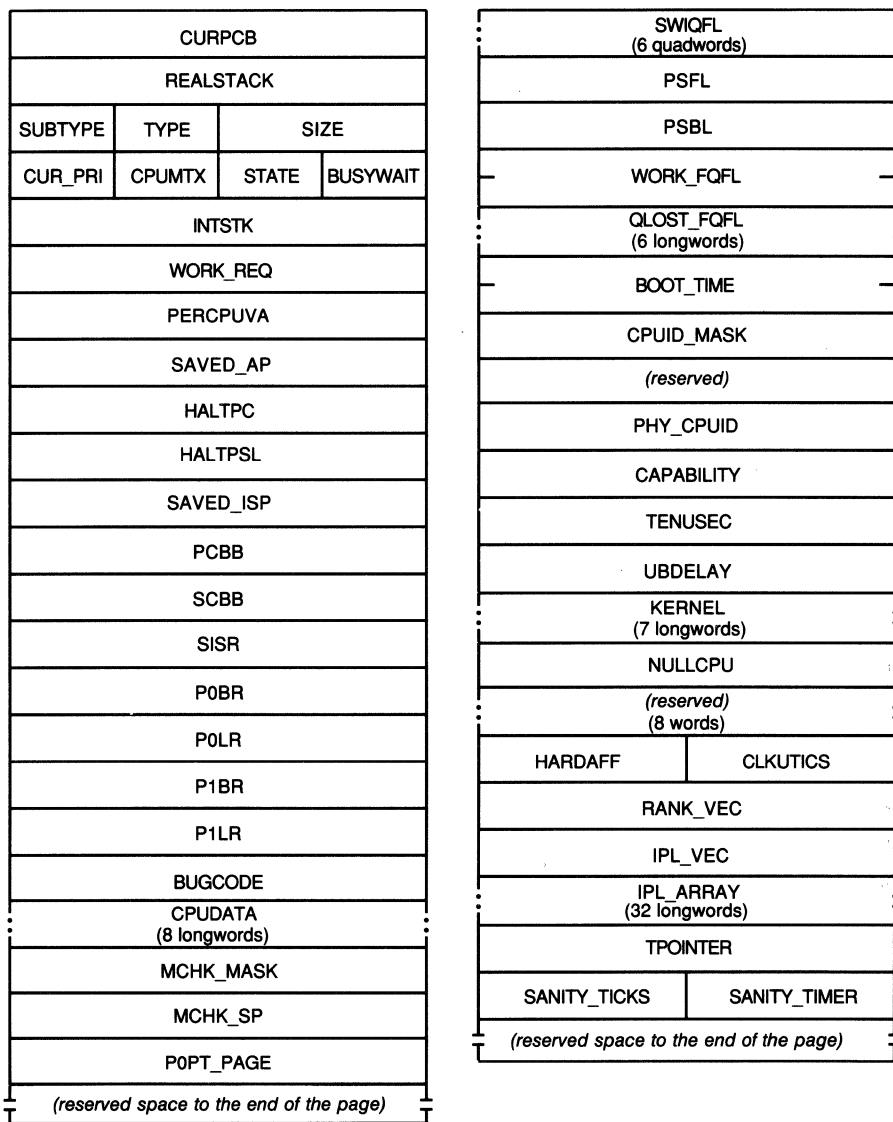 CURPCB
REALSTACK
SUBTYPE TYPE SIZE
CUR_PRI CPUMTX STATE BUSYWAIT
INTSTK
WORK_REQ
PERCPUVA
SAVED_AP
HALTPC
HALTPSL
SAVED_ISP
PCBB
SCBB
SISR
P0BR
P0LR
P1BR
P1LR
BUGCODE
CPUDATA
(8 longwords)
MCHK_MASK
MCHK_SP
P0PT_PAGE
(reserved space to the end of the page)
SWIQFL
(6 quadwords)
PSFL
PSBL
WORK_FQFL
QLOST_FQFL
(6 longwords)
BOOT_TIME
CPUID_MASK
(reserved)
PHY_CPUID
CAPABILITY
TENUSEC
UBDELAY
KERNEL
(7 longwords)
NULLCPU
(reserved)
(8 words)
HARDAFF CLKUTICS
RANK_VEC
IPL_VEC
IPL_ARRAY
(32 longwords)
TPOINTER
SANITY_TICKS SANITY_TIMER
(reserved space to the end of the page)